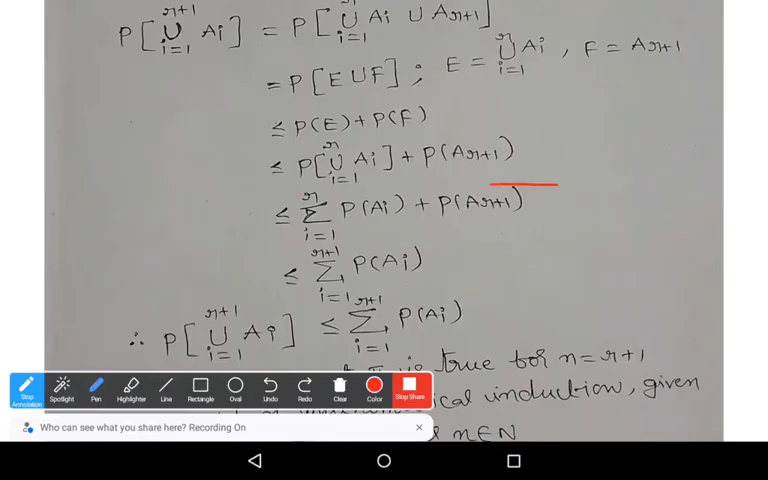 P[ ⋃_{i=1}^{r+1} Ai ] = P[ ⋃_{i=1}^{r} Ai ∪ Ar+1]
= P[E∪F] ; E = ⋃_{i=1}^{r} Ai , F = Ar+1
≤ P(E) + P(F)
≤ P[ ⋃_{i=1}^{r} Ai ] + P(Ar+1)
≤ Σ_{i=1}^{r} P(Ai) + P(Ar+1)
≤ Σ_{i=1}^{r+1} P(Ai)
∴ P[ ⋃_{i=1}^{r+1} Ai ] ≤ Σ_{i=1}^{r+1} P(Ai)
is true for n=r+1
induction, given
n∈N
Stop Annotation
Spotlight
Pen
Highlighter
Line
Rectangle
Oval
Undo
Redo
Clear
Color
Stop Share
Who can see what you share here? Recording On